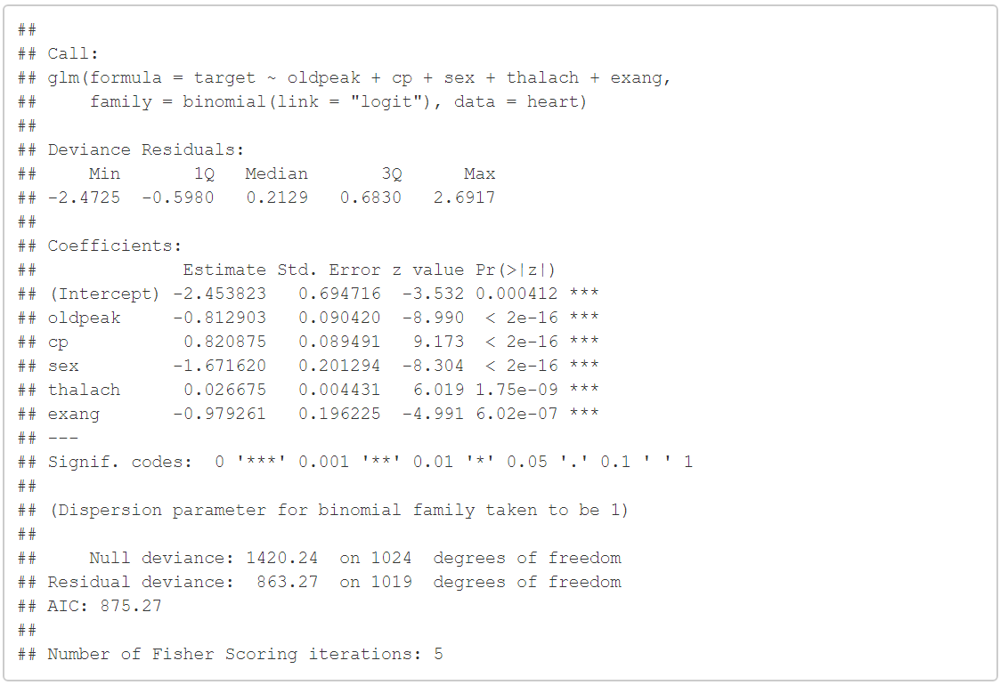 ##
## Call:
## glm(formula = target ~ oldpeak + cp + sex + thalach + exang,
##     family = binomial(link = "logit"), data = heart)
##
## Deviance Residuals:
##     Min       1Q   Median       3Q      Max
## -2.4725  -0.5980   0.2129   0.6830   2.6917
##
## Coefficients:
##              Estimate Std. Error z value Pr(>|z|)
## (Intercept) -2.453823   0.694716  -3.532 0.000412 ***
## oldpeak     -0.812903   0.090420  -8.990  < 2e-16 ***
## cp           0.820875   0.089491   9.173  < 2e-16 ***
## sex         -1.671620   0.201294  -8.304  < 2e-16 ***
## thalach      0.026675   0.004431   6.019 1.75e-09 ***
## exang       -0.979261   0.196225  -4.991 6.02e-07 ***
## ---
## Signif. codes:  0 '***' 0.001 '**' 0.01 '*' 0.05 '.' 0.1 ' ' 1
##
## (Dispersion parameter for binomial family taken to be 1)
##
##     Null deviance: 1420.24  on 1024  degrees of freedom
## Residual deviance:  863.27  on 1019  degrees of freedom
## AIC: 875.27
##
## Number of Fisher Scoring iterations: 5